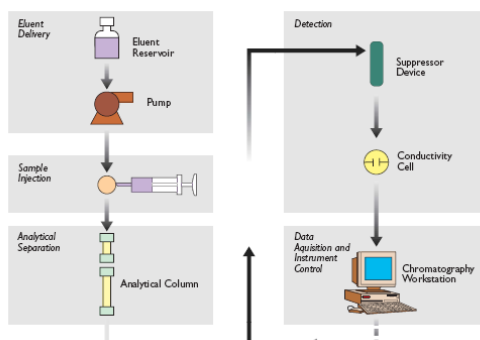 Eluent
Delivery
Eluent
Reservoir
Pump
Sample
Injection
Analytical
Separation
Analytical Column
Detection
Suppressor
Device
Conductivity
Cell
Data
Aquisition and
Instrument
Control
Chromatography
Workstation